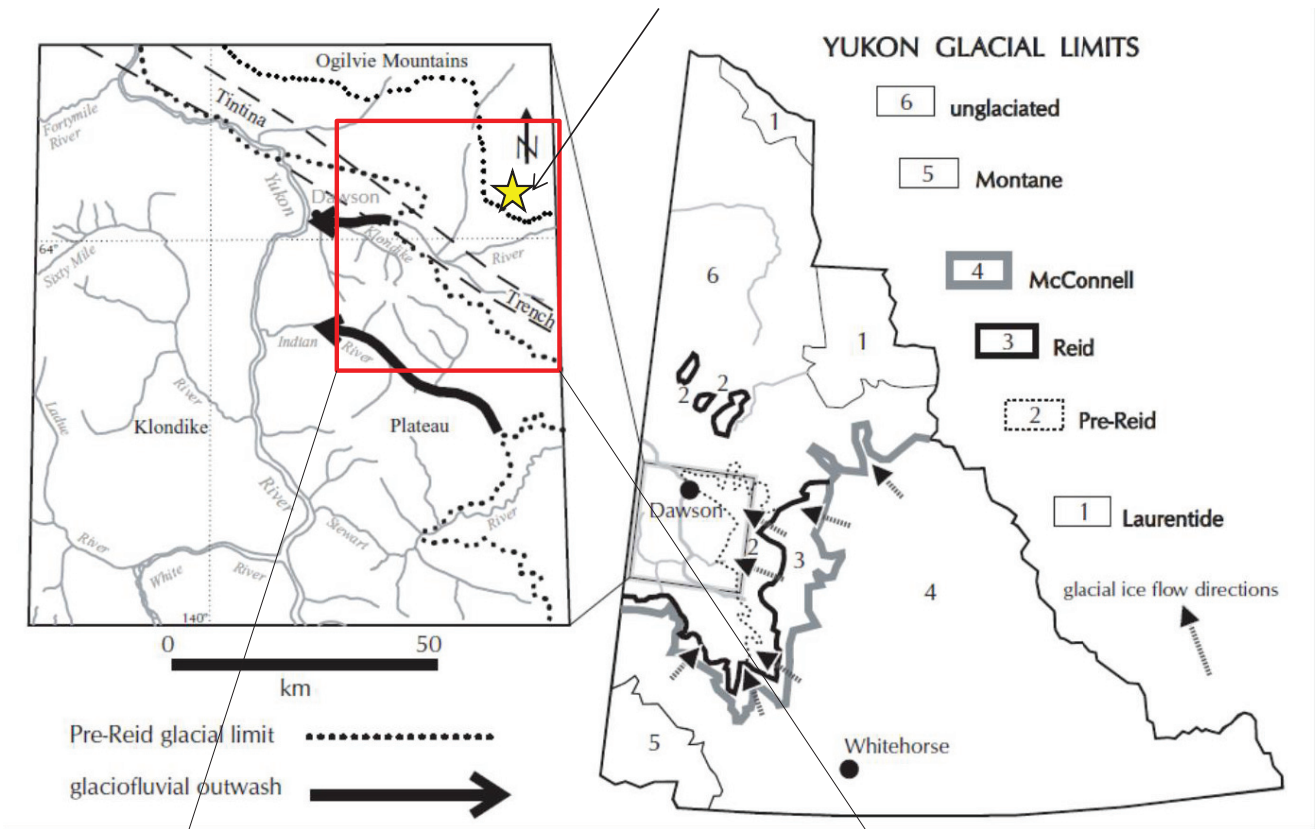 Ogilvie Mountains
Tintina
Fortymile
River
N
Yukon
Dawson
64°
Klondike
River
Sixty Mile
Trench
Indian
River
River
Ladue
Klondike
Plateau
River
River
Stewart
River
White
River
140°
0
50
km
Pre-Reid glacial limit
glaciofluvial outwash
YUKON GLACIAL LIMITS
6
unglaciated
5
Montane
4
McConnell
3
Reid
2
Pre-Reid
1
Laurentide
glacial ice flow directions
1
6
1
2
2
Dawson
2
3
4
5
Whitehorse